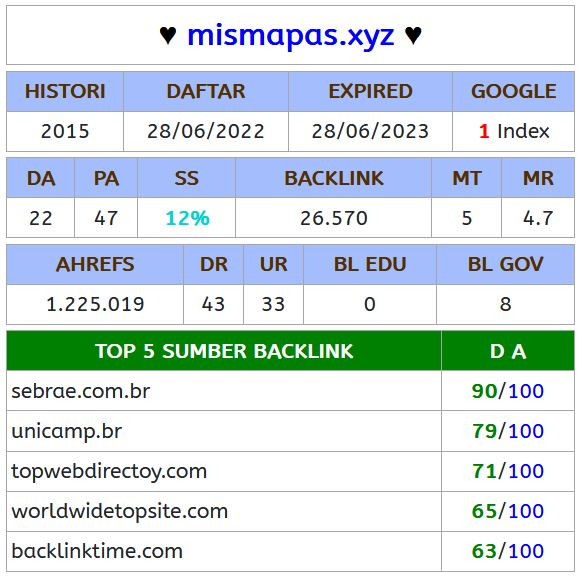 ♥ mismapas.xyz ♥
HISTORI DAFTAR EXPIRED GOOGLE
2015 28/06/2022 28/06/2023 1 Index
DA PA SS BACKLINK MT MR
22 47 12% 26.570 5 4.7
AHREFS DR UR BL EDU BL GOV
1.225.019 43 33 0 8
TOP 5 SUMBER BACKLINK D A
sebrae.com.br 90/100
unicamp.br 79/100
topwebdirectoy.com 71/100
worldwidetopsite.com 65/100
backlinktime.com 63/100